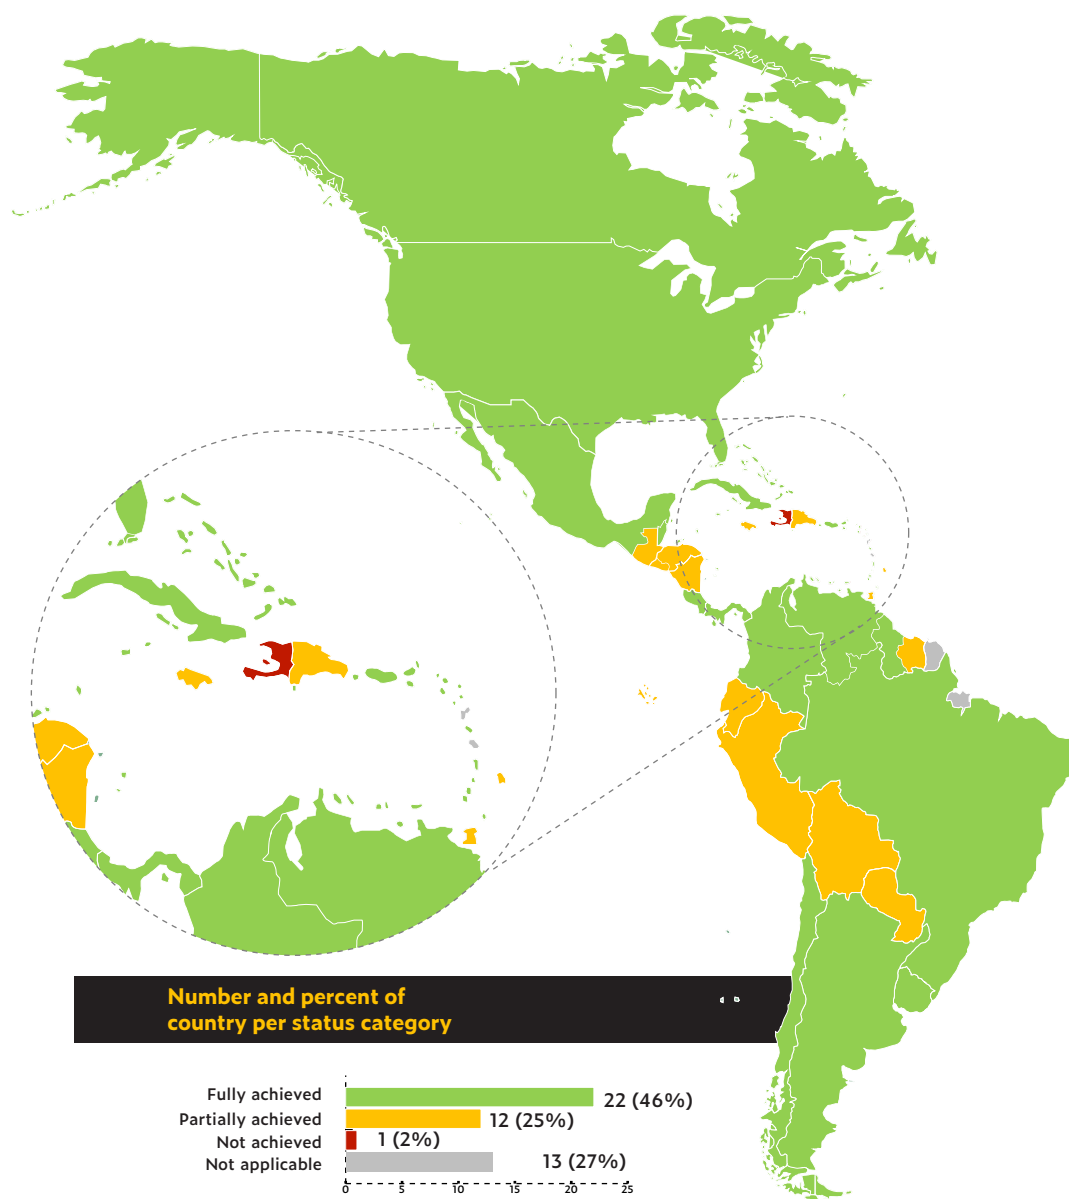 Number and percent of
country per status category
Fully achieved
22 (46%)
Partially achieved
12 (25%)
Not achieved
1 (2%)
Not applicable
13 (27%)
0 5 10 15 20 25